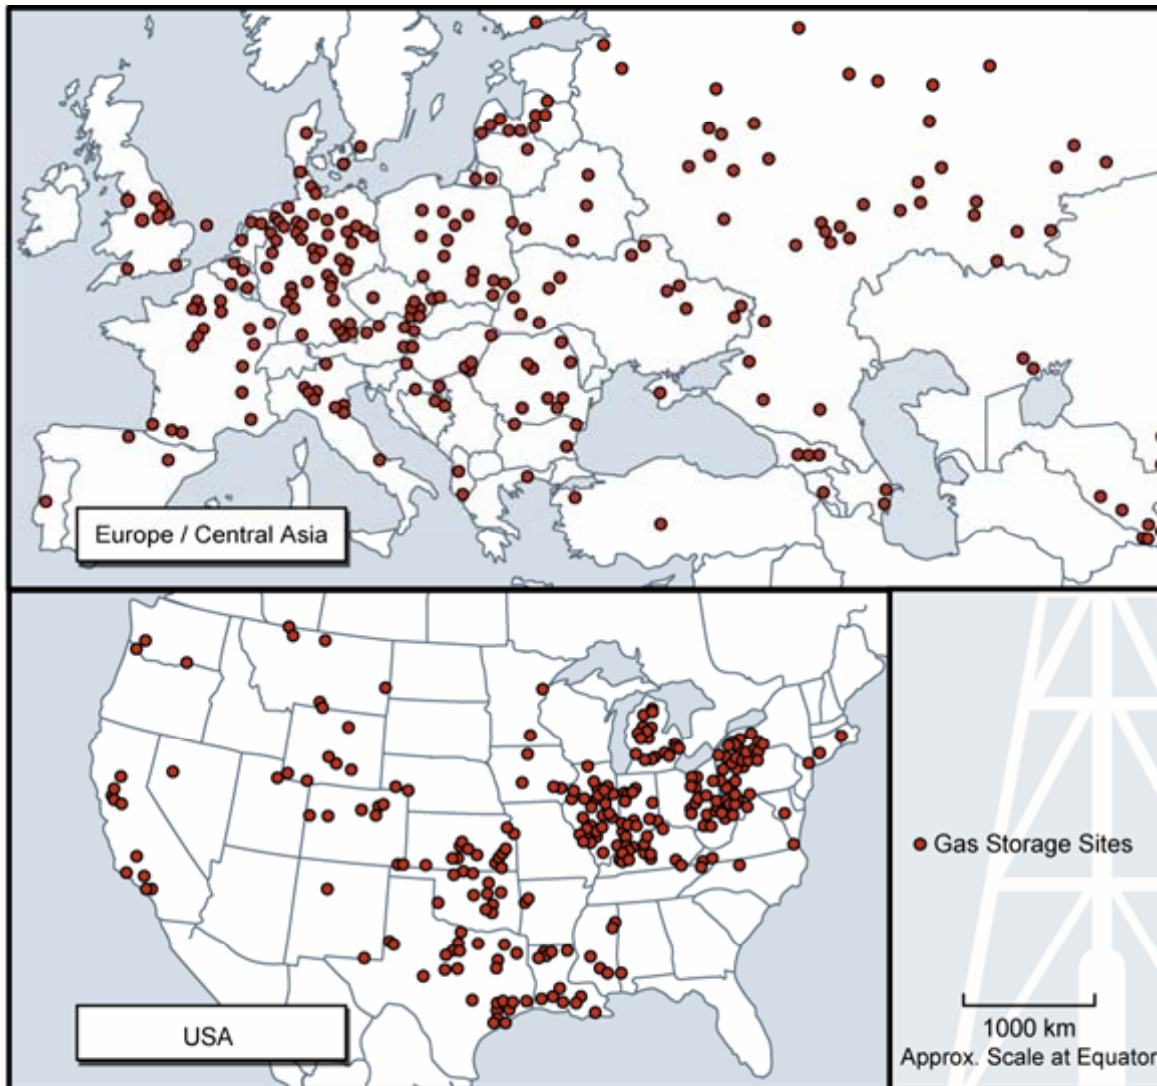 Europe / Central Asia
USA
Gas Storage Sites
1000 km
Approx. Scale at Equator